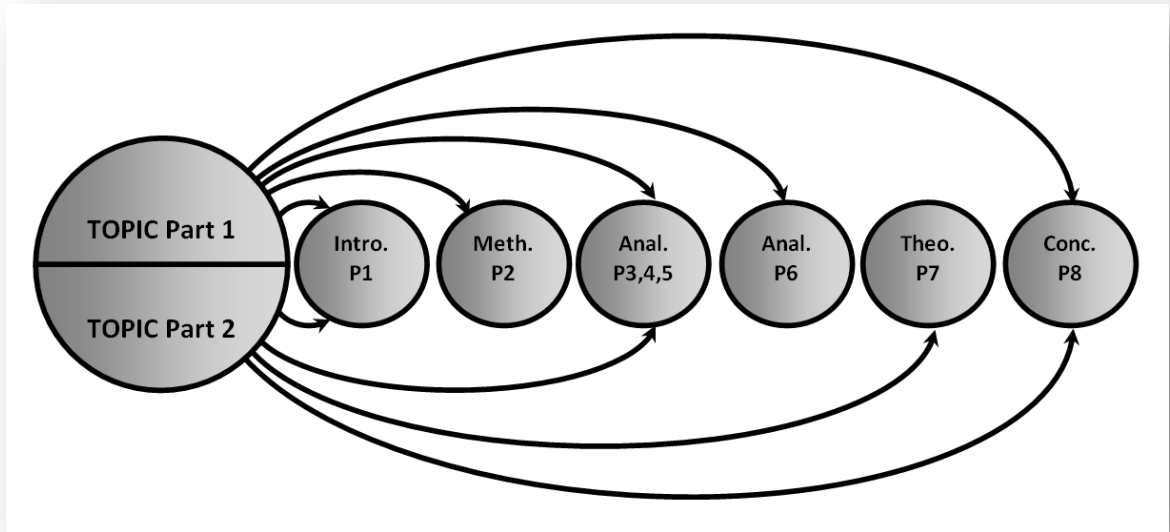 TOPIC Part 1
TOPIC Part 2
Intro.
P1
Meth.
P2
Anal.
P3,4,5
Anal.
P6
Theo.
P7
Conc.
P8